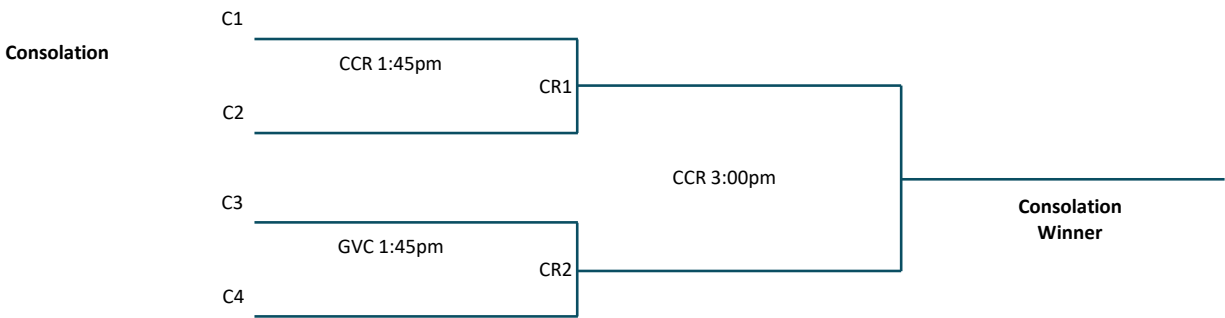 C1
Consolation
CCR 1:45pm
CR1
C2
CCR 3:00pm
C3
Consolation
Winner
GVC 1:45pm
CR2
C4